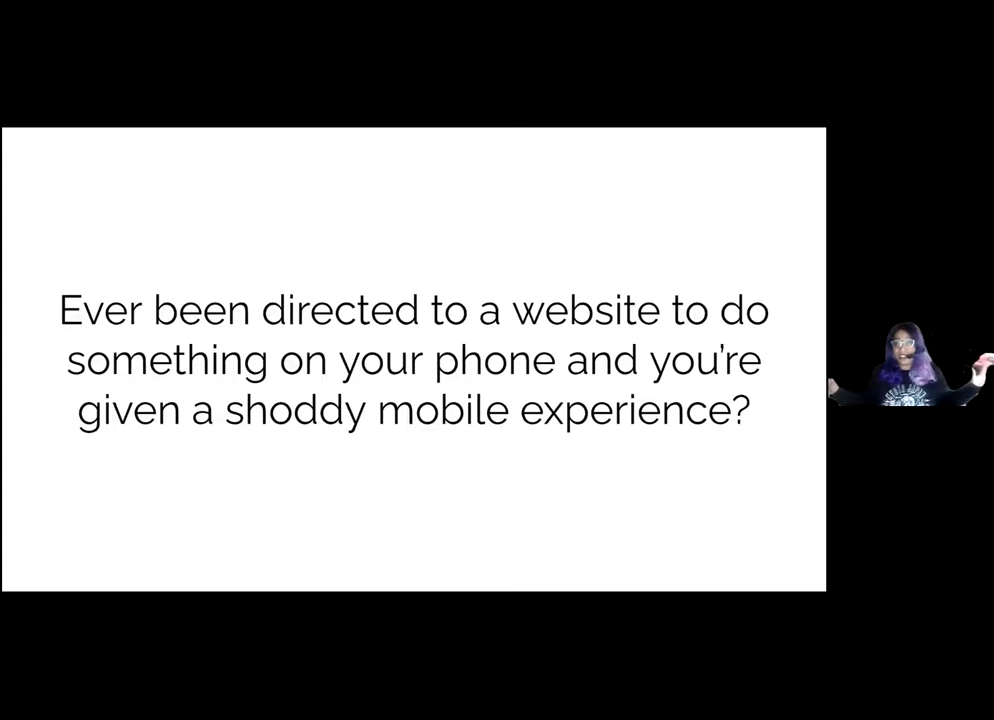 Ever been directed to a website to do
something on your phone and you're
given a shoddy mobile experience?